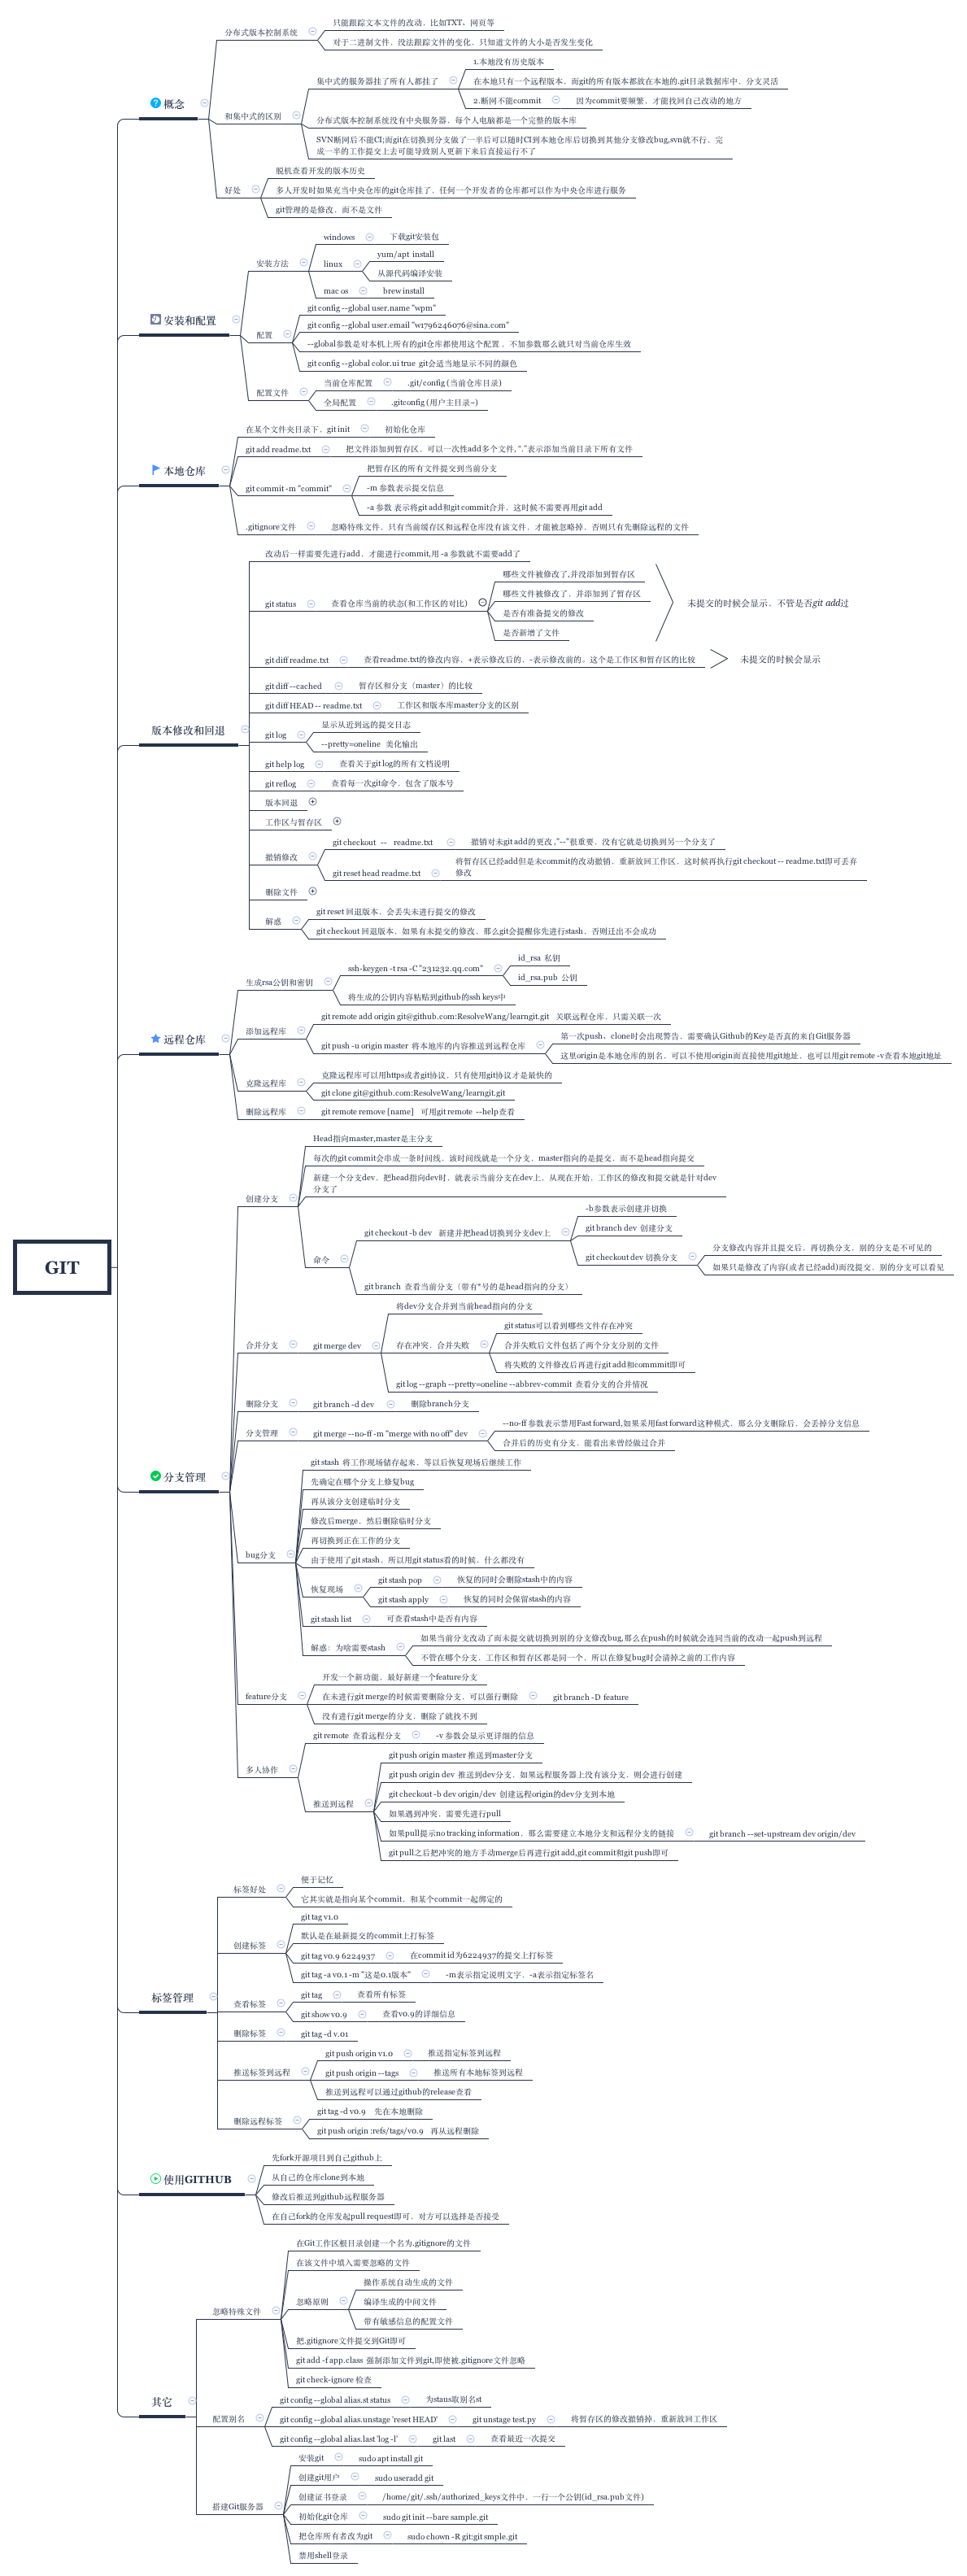 GIT
概念
分布式版本控制系统
只能跟踪文本文件的改动，比如TXT、网页等
对于二进制文件，没法跟踪文件的变化，只知道文件的大小是否发生变化
和集中式的区别
集中式的服务器挂了所有人都挂了
1.本地没有历史版本
在本地只有一个远程版本，而git的所有版本都放在本地的.git目录数据库中，分支灵活
2.断网不能commit
因为commit要频繁，才能找回自己改动的地方
分布式版本控制系统没有中央服务器，每个人电脑都是一个完整的版本库
SVN断网后不能CI;而git在切换到分支做了一半后可以随时CI到本地仓库后切换到其他分支修改bug,svn就不行，完
成一半的工作提交上去可能导致别人更新下来后直接运行不了
好处
脱机查看开发的版本历史
多人开发时如果充当中央仓库的git仓库挂了，任何一个开发者的仓库都可以作为中央仓库进行服务
git管理的是修改，而不是文件
安装和配置
安装方法
windows
下载git安装包
linux
yum/apt install
从源代码编译安装
mac os
brew install
配置
git config --global user.name "wpm"
git config --global user.email "w1796246076@sina.com"
--global参数是对本机上所有的git仓库都使用这个配置，不加参数那么就只对当前仓库生效
git config --global color.ui true git会适当地显示不同的颜色
配置文件
当前仓库配置
.git/config (当前仓库目录)
全局配置
.gitconfig (用户主目录~)
本地仓库
在某个文件夹目录下，git init
初始化仓库
git add readme.txt
把文件添加到暂存区，可以一次性add多个文件，"."表示添加当前目录下所有文件
git commit -m "commit"
把暂存区的所有文件提交到当前分支
-m 参数表示提交信息
-a 参数 表示将git add和git commit合并，这时候不需要再用git add
.gitignore文件
忽略特殊文件，只有当前缓存区和远程仓库没有该文件，才能被忽略掉，否则只有先删除远程的文件
版本修改和回退
改动后一样需要先进行add，才能进行commit,用 -a 参数就不需要add了
git status
查看仓库当前的状态(和工作区的对比)
哪些文件被修改了,并没添加到暂存区
哪些文件被修改了，并添加到了暂存区
是否有准备提交的修改
是否新增了文件
未提交的时候会显示，不管是否git add过
git diff readme.txt
查看readme.txt的修改内容，+表示修改后的，-表示修改前的。这个是工作区和暂存区的比较
未提交的时候会显示
git diff --cached
暂存区和分支（master）的比较
git diff HEAD -- readme.txt
工作区和版本库master分支的区别
git log
显示从近到远的提交日志
--pretty=oneline 美化输出
git help log
查看关于git log的所有文档说明
git reflog
查看每一次git命令，包含了版本号
版本回退
工作区与暂存区
撤销修改
git checkout -- readme.txt
撤销对未git add的更改 ,"--"很重要，没有它就是切换到另一个分支了
git reset head readme.txt
将暂存区已经add但是未commit的改动撤销，重新放回工作区，这时候再执行git checkout -- readme.txt即可丢弃
修改
删除文件
解惑
git reset 回退版本，会丢失未进行提交的修改
git checkout 回退版本，如果有未提交的修改，那么git会提醒你先进行stash，否则迁出不会成功
远程仓库
生成rsa公钥和密钥
ssh-keygen -t rsa -C "231232.qq.com"
id_rsa 私钥
id_rsa.pub 公钥
将生成的公钥内容粘贴到github的ssh keys中
添加远程库
git remote add origin git@github.com:ResolveWang/learngit.git 关联远程仓库，只需关联一次
git push -u origin master 将本地库的内容推送到远程仓库
第一次push、clone时会出现警告，需要确认Github的Key是否真的来自Git服务器
这里origin是本地仓库的别名，可以不使用origin而直接使用git地址，也可以用git remote -v查看本地git地址
克隆远程库
克隆远程库可以用https或者git协议，只有使用git协议才是最快的
git clone git@github.com:ResolveWang/learngit.git
删除远程库
git remote remove [name] 可用git remote --help查看
分支管理
创建分支
Head指向master,master是主分支
每次的git commit会串成一条时间线，该时间线就是一个分支，master指向的是提交，而不是head指向提交
新建一个分支dev，把head指向dev时，就表示当前分支在dev上，从现在开始，工作区的修改和提交就是针对dev
分支了
命令
git checkout -b dev 新建并把head切换到分支dev上
-b参数表示创建并切换
git branch dev 创建分支
git checkout dev 切换分支
分支修改内容并且提交后，再切换分支，别的分支是不可见的
如果只是修改了内容(或者已经add)而没提交，别的分支可以看见
git branch 查看当前分支（带有*号的是head指向的分支）
合并分支
git merge dev
将dev分支合并到当前head指向的分支
存在冲突，合并失败
git status可以看到哪些文件存在冲突
合并失败后文件包括了两个分支分别的文件
将失败的文件修改后再进行git add和commmit即可
git log --graph --pretty=oneline --abbrev-commit 查看分支的合并情况
删除分支
git branch -d dev
删除branch分支
分支管理
git merge --no-ff -m "merge with no off" dev
--no-ff 参数表示禁用Fast forward,如果采用fast forward这种模式，那么分支删除后，会丢掉分支信息
合并后的历史有分支，能看出来曾经做过合并
bug分支
git stash 将工作现场储存起来，等以后恢复现场后继续工作
先确定在哪个分支上修复bug
再从该分支创建临时分支
修改后merge，然后删除临时分支
再切换到正在工作的分支
由于使用了git stash，所以用git status看的时候，什么都没有
恢复现场
git stash pop
恢复的同时会删除stash中的内容
git stash apply
恢复的同时会保留stash的内容
git stash list
可查看stash中是否有内容
解惑：为啥需要stash
如果当前分支改动了而未提交就切换到别的分支修改bug,那么在push的时候就会连同当前的改动一起push到远程
不管在哪个分支，工作区和暂存区都是同一个，所以在修复bug时会清掉之前的工作内容
feature分支
开发一个新功能，最好新建一个feature分支
在未进行git merge的时候需要删除分支，可以强行删除
git branch -D feature
没有进行git merge的分支，删除了就找不到
多人协作
git remote 查看远程分支
-v 参数会显示更详细的信息
推送到远程
git push origin master 推送到master分支
git push origin dev 推送到dev分支，如果远程服务器上没有该分支，则会进行创建
git checkout -b dev origin/dev 创建远程origin的dev分支到本地
如果遇到冲突，需要先进行pull
如果pull提示no tracking information，那么需要建立本地分支和远程分支的链接
git branch --set-upstream dev origin/dev
git pull之后把冲突的地方手动merge后再进行git add,git commit和git push即可
标签管理
标签好处
便于记忆
它其实就是指向某个commit，和某个commit一起绑定的
创建标签
git tag v1.0
默认是在最新提交的commit上打标签
git tag v0.9 6224937
在commit id为6224937的提交上打标签
git tag -a v0.1 -m "这是0.1版本"
-m表示指定说明文字，-a表示指定标签名
查看标签
git tag
查看所有标签
git show v0.9
查看v0.9的详细信息
删除标签
git tag -d v.01
推送标签到远程
git push origin v1.0
推送指定标签到远程
git push origin --tags
推送所有本地标签到远程
推送到远程可以通过github的release查看
删除远程标签
git tag -d v0.9 先在本地删除
git push origin :refs/tags/v0.9 再从远程删除
使用GITHUB
先fork开源项目到自己github上
从自己的仓库clone到本地
修改后推送到github远程服务器
在自己fork的仓库发起pull request即可，对方可以选择是否接受
其它
忽略特殊文件
在Git工作区根目录创建一个名为.gitignore的文件
在该文件中填入需要忽略的文件
忽略原则
操作系统自动生成的文件
编译生成的中间文件
带有敏感信息的配置文件
把.gitignore文件提交到Git即可
git add -f app.class 强制添加文件到git,即使被.gitignore文件忽略
git check-ignore 检查
配置别名
git config --global alias.st status
为staus取别名st
git config --global alias.unstage 'reset HEAD'
git unstage test.py
将暂存区的修改撤销掉，重新放回工作区
git config --global alias.last 'log -l'
git last
查看最近一次提交
搭建Git服务器
安装git
sudo apt install git
创建git用户
sudo useradd git
创建证书登录
/home/git/.ssh/authorized_keys文件中，一行一个公钥(id_rsa.pub文件)
初始化git仓库
sudo git init --bare sample.git
把仓库所有者改为git
sudo chown -R git:git smple.git
禁用shell登录